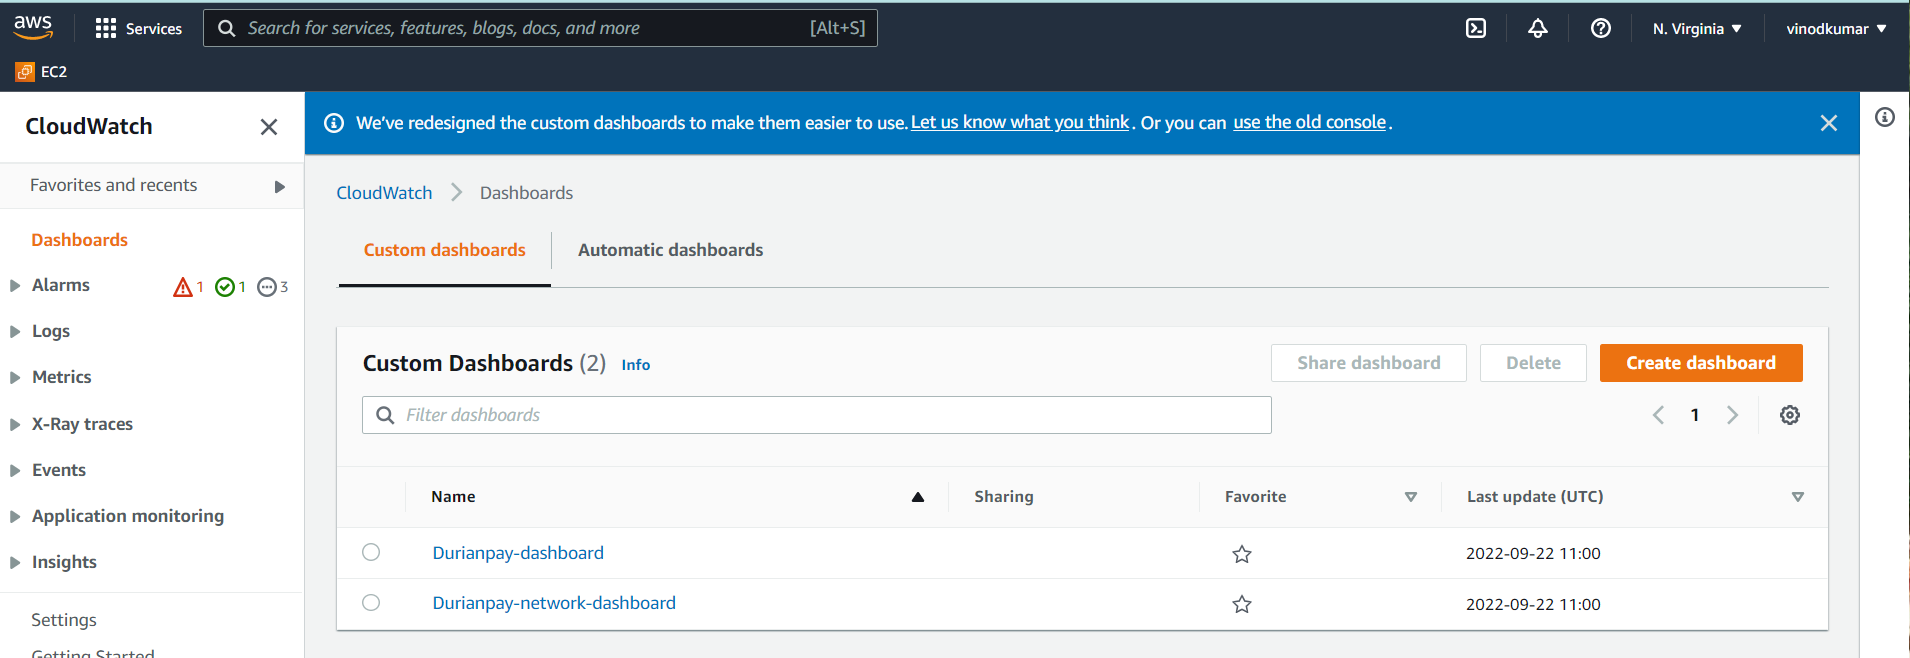 aws
Services
Search for services, features, blogs, docs, and more
[Alt+S]
N. Virginia
vinodkumar
EC2
CloudWatch
We've redesigned the custom dashboards to make them easier to use. Let us know what you think. Or you can use the old console.
Favorites and recents
CloudWatch
Dashboards
Dashboards
Custom dashboards
Automatic dashboards
Alarms
1
1
3
Logs
Metrics
X-Ray traces
Events
Application monitoring
Insights
Settings
Getting Started
Custom Dashboards (2)
Info
Share dashboard
Delete
Create dashboard
Filter dashboards
1
Name
Sharing
Favorite
Last update (UTC)
Durianpay-dashboard
2022-09-22 11:00
Durianpay-network-dashboard
2022-09-22 11:00